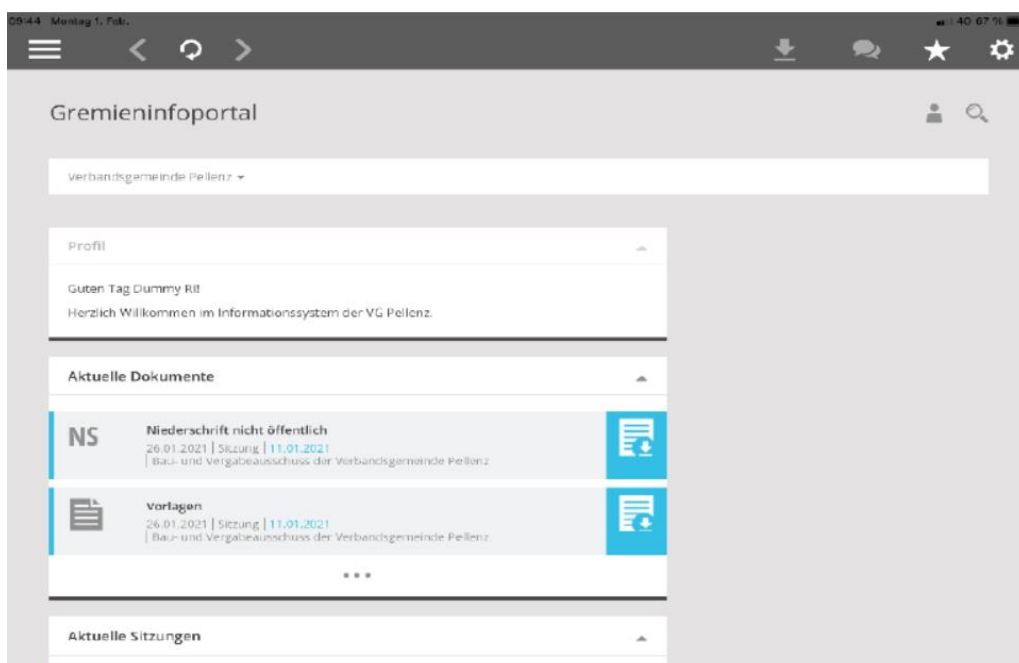 09:44 Montag 1. Feb.
4G 67 %
Gremieninfoportal
Verbandsgemeinde Pellenz
Profil
Guten Tag Dummy RI!
Herzlich Willkommen im Informationssystem der VG Pellenz.
Aktuelle Dokumente
NS
Niederschrift nicht öffentlich
26.01.2021 | Sitzung | 11.01.2021
| Bau- und Vergabeausschuss der Verbandsgemeinde Pellenz
Vorlagen
26.01.2021 | Sitzung | 11.01.2021
| Bau- und Vergabeausschuss der Verbandsgemeinde Pellenz
Aktuelle Sitzungen